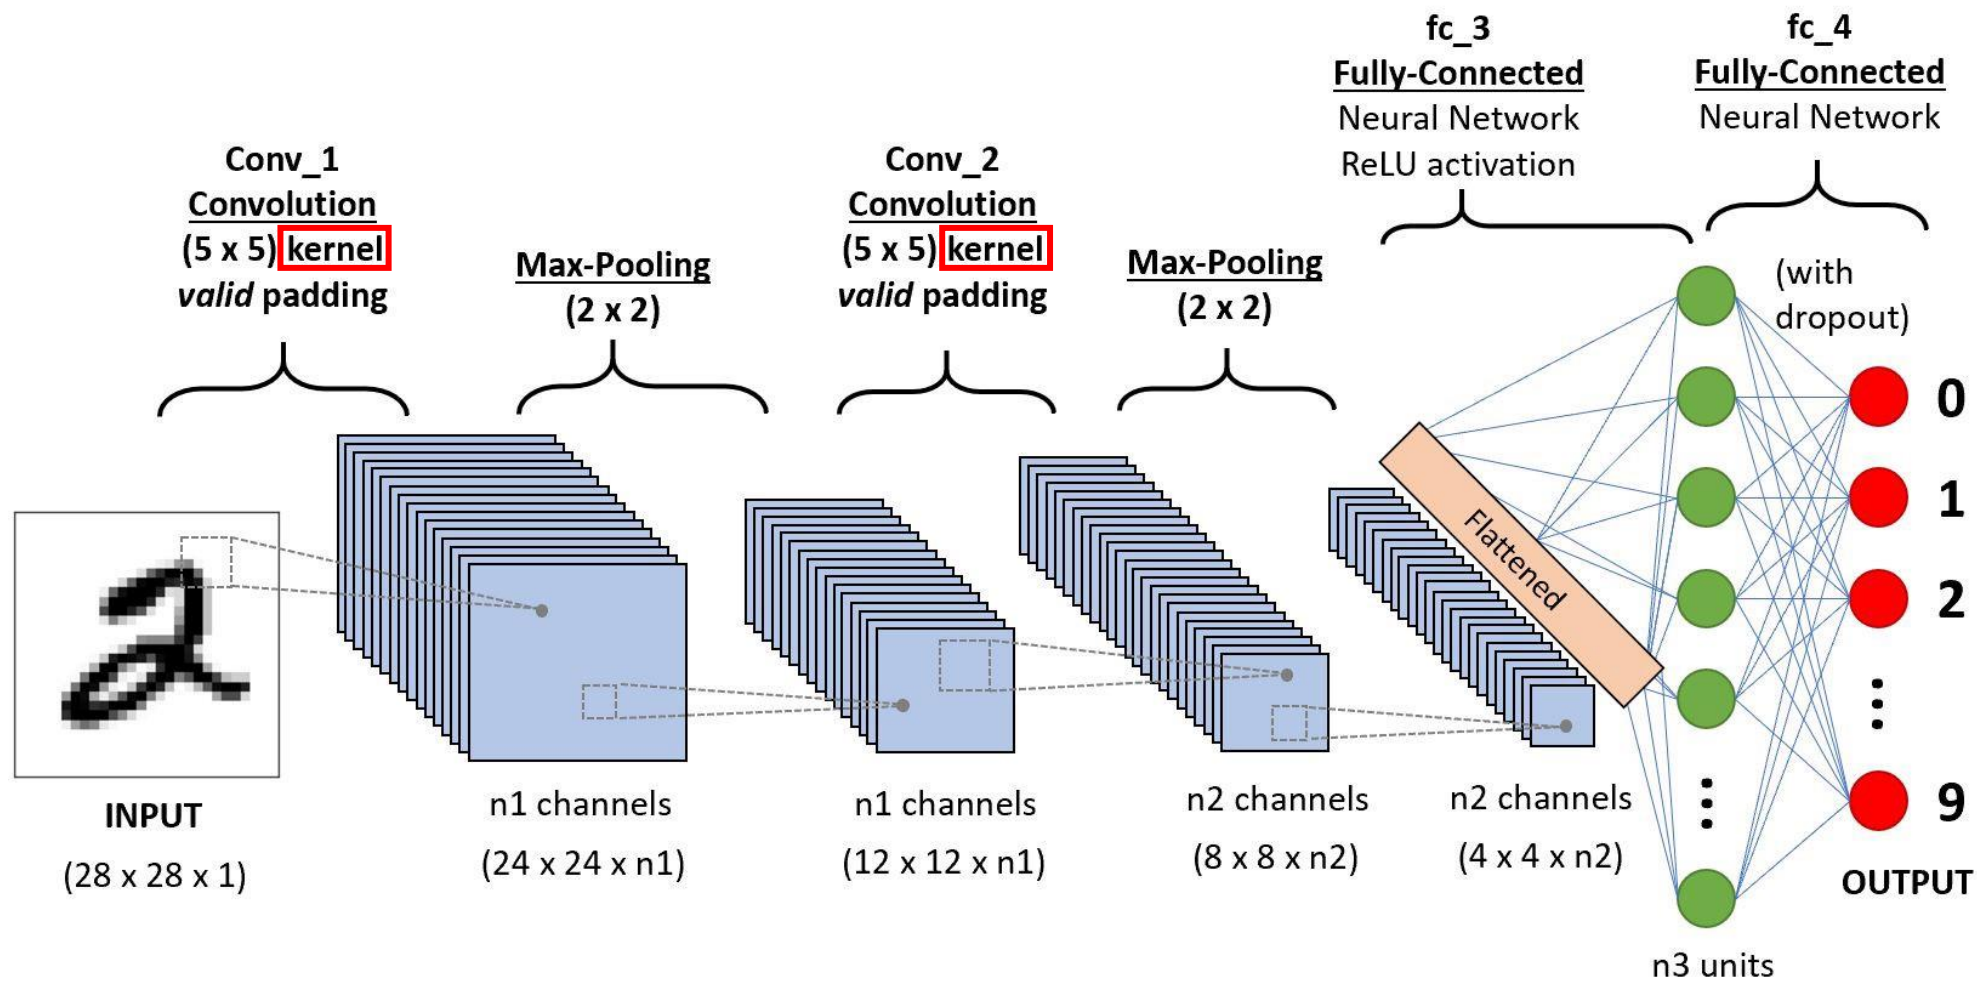 fc_3
Fully-Connected
Neural Network
ReLU activation
fc_4
Fully-Connected
Neural Network
Conv_1
Convolution
(5 x 5) kernel
valid padding
Max-Pooling
(2 x 2)
Conv_2
Convolution
(5 x 5) kernel
valid padding
Max-Pooling
(2 x 2)
(with
dropout)
Flattened
0
1
2
9
INPUT
(28 x 28 x 1)
n1 channels
(24 x 24 x n1)
n1 channels
(12 x 12 x n1)
n2 channels
(8 x 8 x n2)
n2 channels
(4 x 4 x n2)
OUTPUT
n3 units